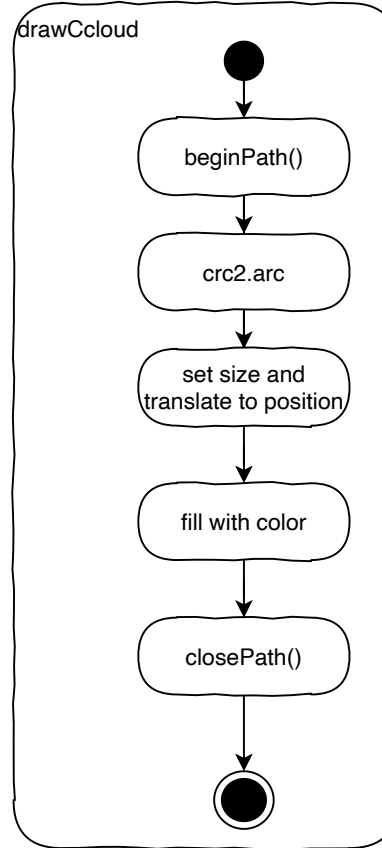 drawCcloud
beginPath()
crc2.arc
set size and
translate to position
fill with color
closePath()